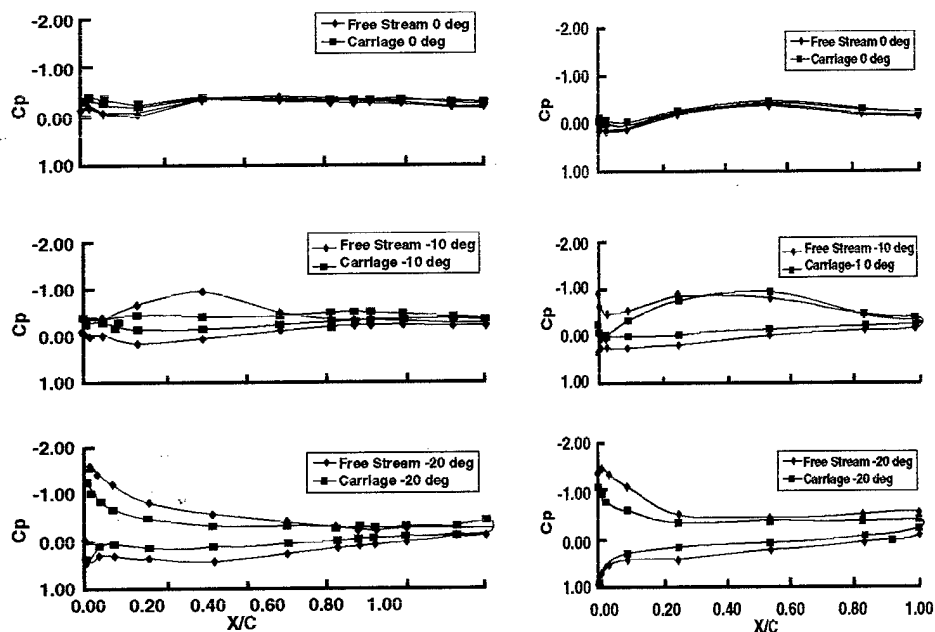 -2.00
-1.00
0.00
1.00
Cp
Free Stream 0 deg
Carriage 0 deg
-2.00
-1.00
0.00
1.00
Cp
Free Stream 0 deg
Carriage 0 deg
-2.00
-1.00
0.00
1.00
Cp
Free Stream -10 deg
Carriage -10 deg
-2.00
-1.00
0.00
1.00
Cp
Free Stream -10 deg
Carriage-1 0 deg
-2.00
-1.00
0.00
1.00
Cp
Free Stream -20 deg
Carriage -20 deg
0.00 0.20 0.40 0.60 0.80 1.00
X/C
-2.00
-1.00
0.00
1.00
Cp
Free Stream -20 deg
Carriage -20 deg
0.00 0.20 0.40 0.60 0.80 1.00
X/C